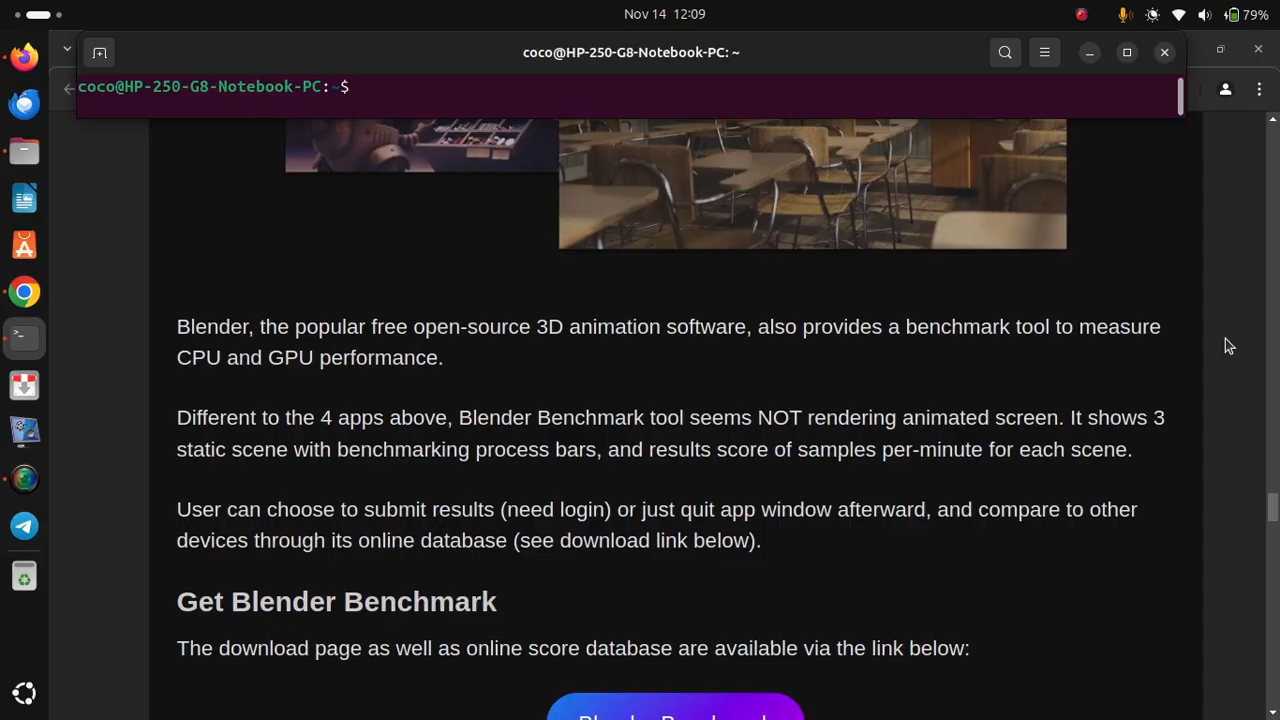 Nov 14 12:09
79%
coco@HP-250-G8-Notebook-PC: ~
coco@HP-250-G8-Notebook-PC:~$
Blender, the popular free open-source 3D animation software, also provides a benchmark tool to measure
CPU and GPU performance.
Different to the 4 apps above, Blender Benchmark tool seems NOT rendering animated screen. It shows 3
static scene with benchmarking process bars, and results score of samples per-minute for each scene.
User can choose to submit results (need login) or just quit app window afterward, and compare to other
devices through its online database (see download link below).
Get Blender Benchmark
The download page as well as online score database are available via the link below:
Blender Benchmark